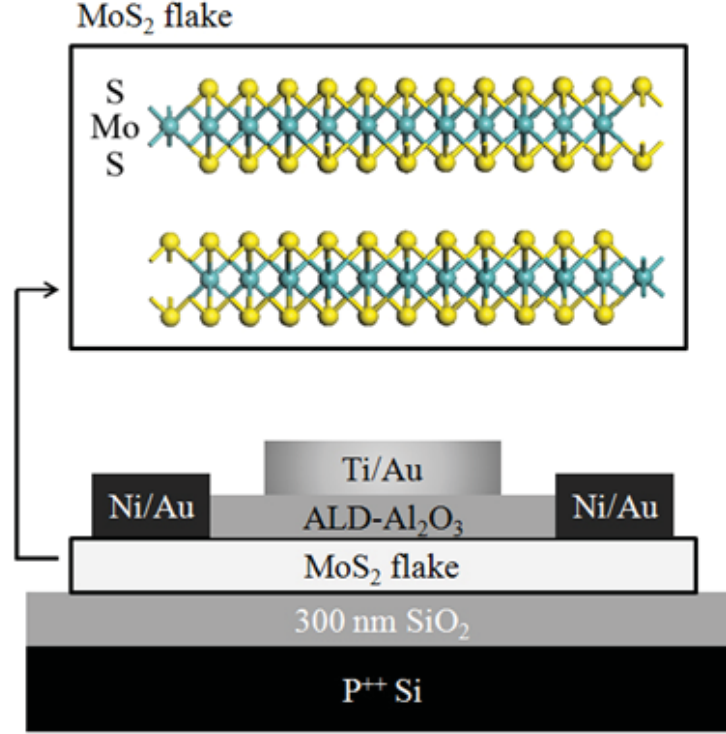 MoS₂ flake
S
Mo
S
Ti/Au
Ni/Au
ALD-Al₂O₃
Ni/Au
MoS₂ flake
300 nm SiO₂
P⁺⁺ Si